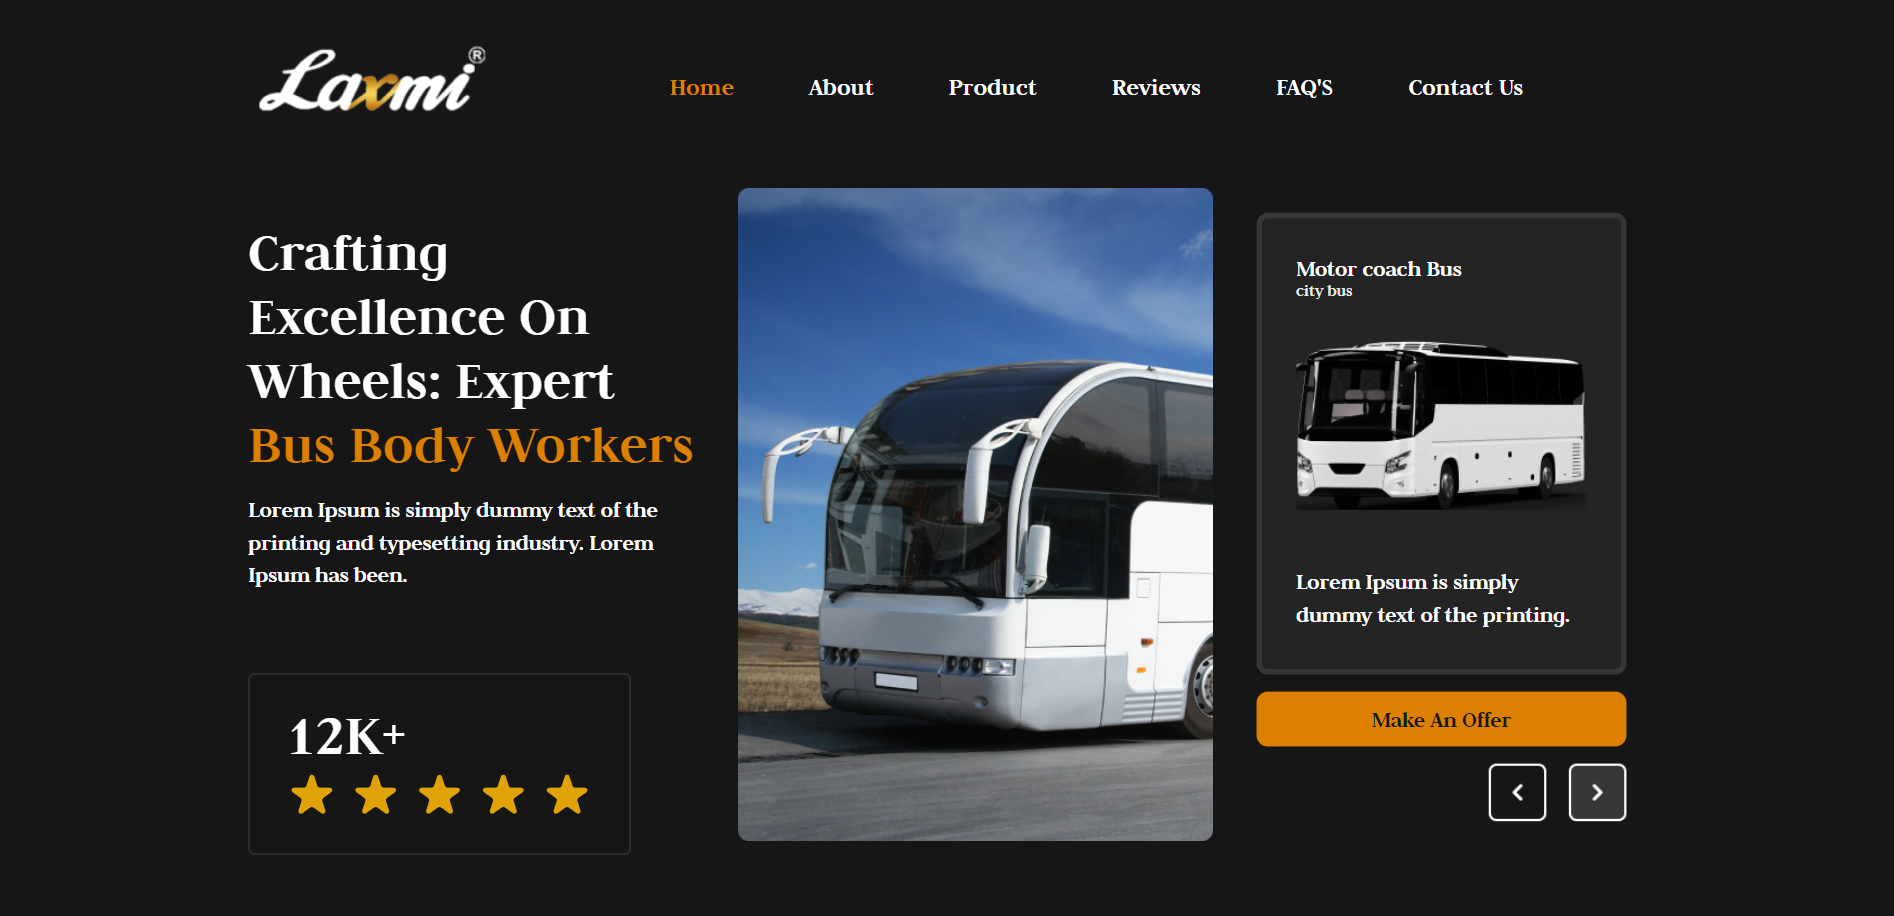 Laxmi®
Home About Product Reviews FAQ'S Contact Us
Crafting
Excellence On
Wheels: Expert
Bus Body Workers
Lorem Ipsum is simply dummy text of the
printing and typesetting industry. Lorem
Ipsum has been.
12K+
Motor coach Bus
city bus
Lorem Ipsum is simply
dummy text of the printing.
Make An Offer